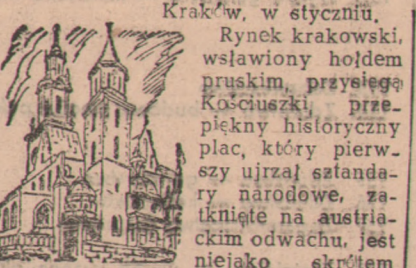 Kraków, w styczniu.
Rynek krakowski,
wsławiony hołdem
pruskim, przysięgą
Kościuszki, prze-
piękny historyczny
plac, który pierw-
szy ujrzał sztanda-
ry narodowe, za-
tknięte na austria-
ckim odwachu, jest
niejako skrótem